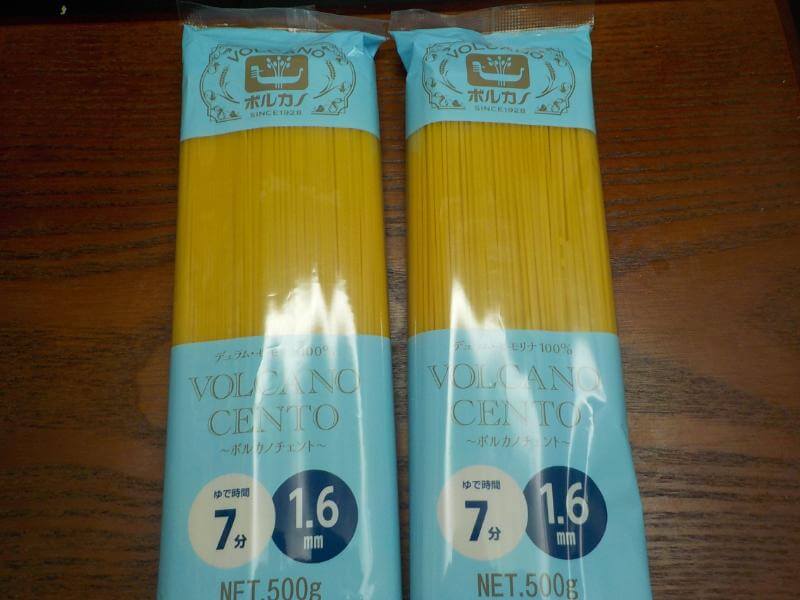 VOLCANO
ボルカノ
SINCE1928
デュラム・セモリナ100%
VOLCANO
CENTO
～ボルカノチェント～
ゆで時間
7分
1.6
mm
NET.500g
VOLCANO
ボルカノ
SINCE1928
デュラム・セモリナ100%
VOLCANO
CENTO
～ボルカノチェント～
ゆで時間
7分
1.6
mm
NET.500g